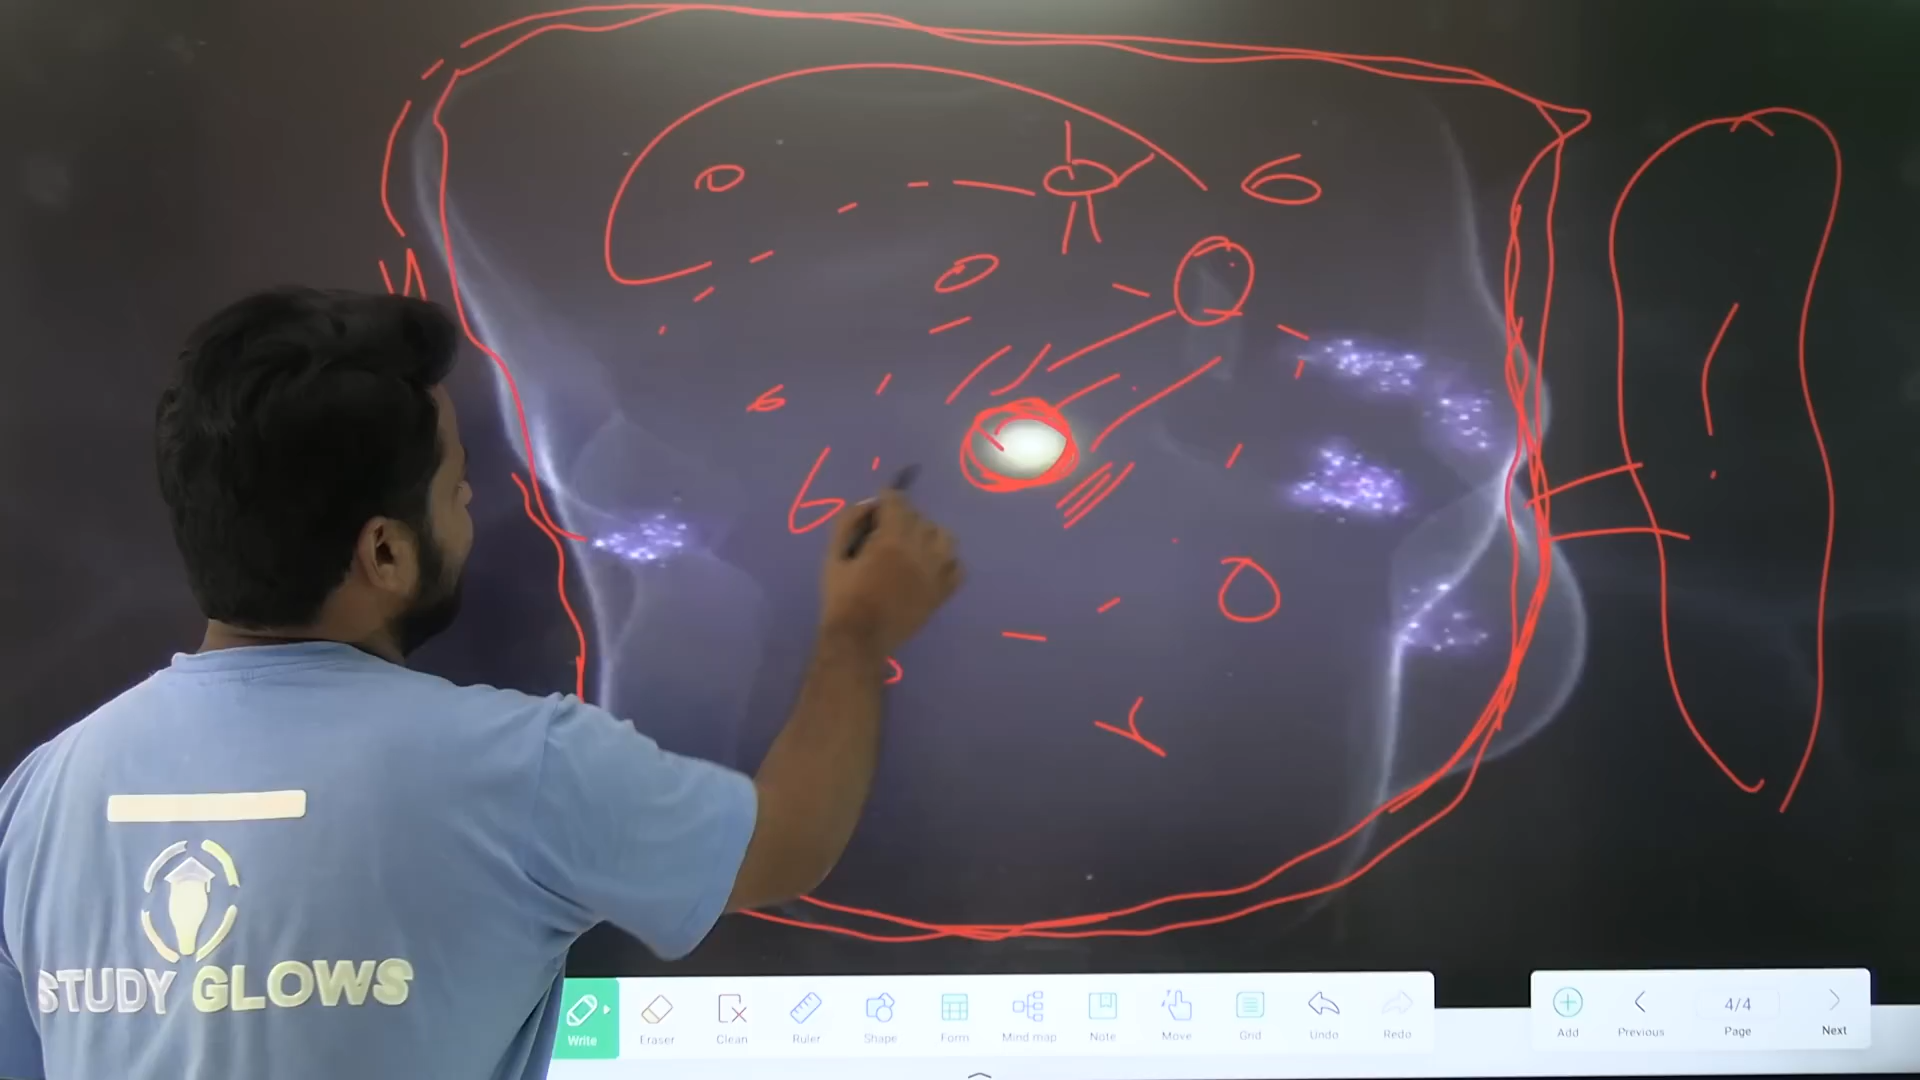 STUDY GLOWS
Write
Eraser
Clean
Ruler
Shape
Form
Mind map
Note
Move
Grid
Undo
Redo
Add
Previous
4/4
Page
Next